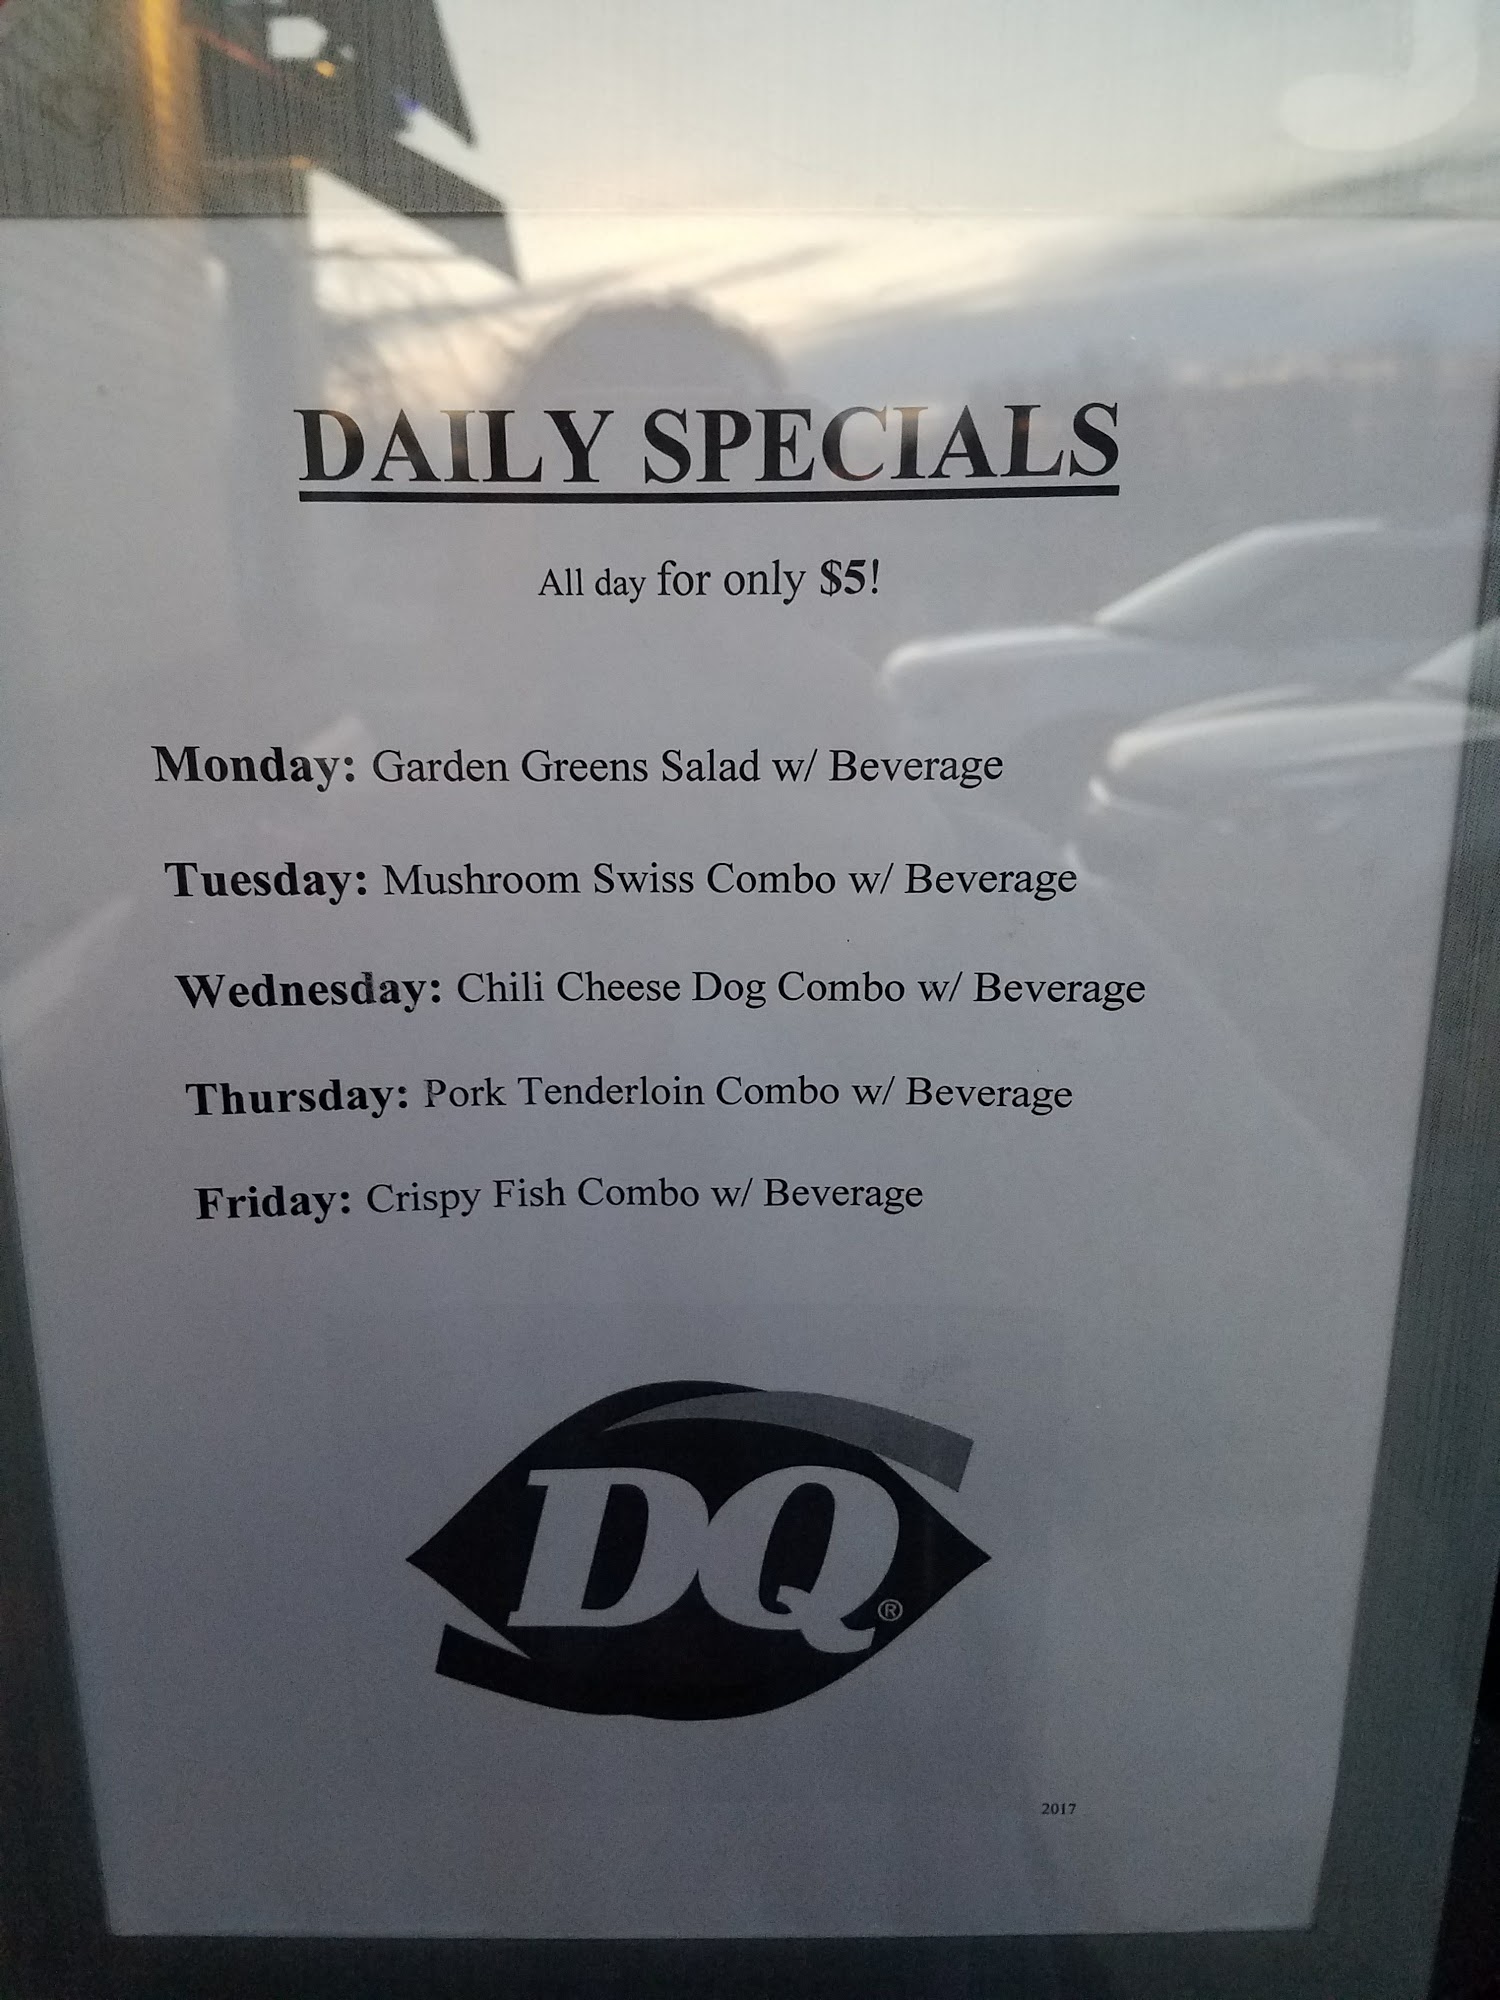 DAILY SPECIALS
All day for only $5!
Monday: Garden Greens Salad w/ Beverage
Tuesday: Mushroom Swiss Combo w/ Beverage
Wednesday: Chili Cheese Dog Combo w/ Beverage
Thursday: Pork Tenderloin Combo w/ Beverage
Friday: Crispy Fish Combo w/ Beverage
DQ®
2017